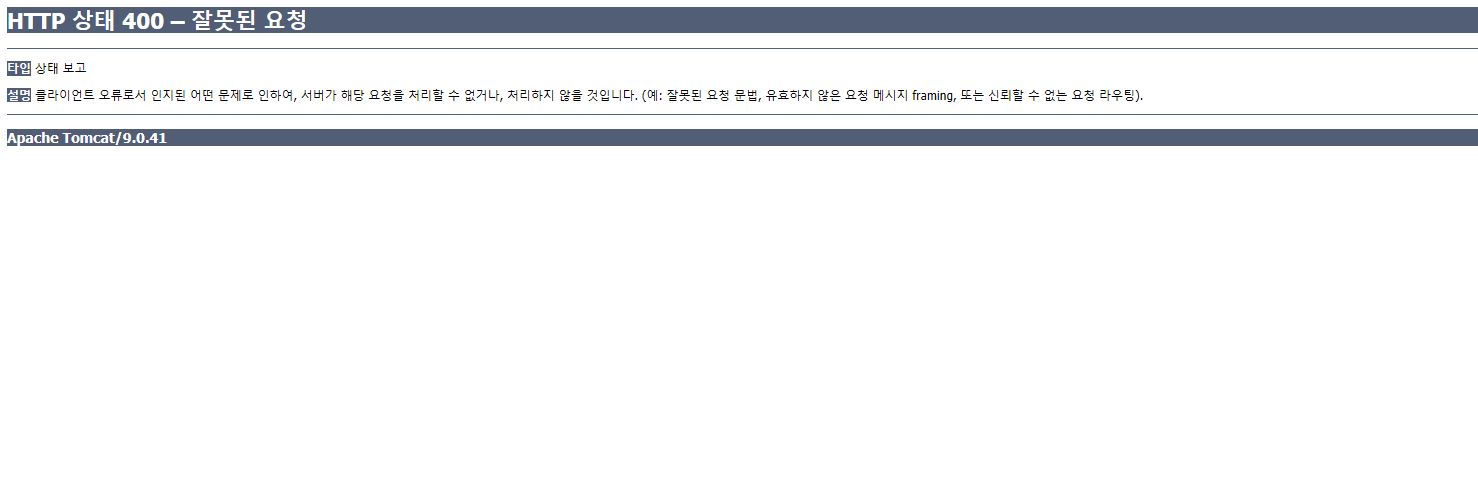 HTTP 상태 400 – 잘못된 요청
타입 상태 보고
설명 클라이언트 오류로서 인지된 어떤 문제로 인하여, 서버가 해당 요청을 처리할 수 없거나, 처리하지 않을 것입니다. (예: 잘못된 요청 문법, 유효하지 않은 요청 메시지 framing, 또는 신뢰할 수 없는 요청 라우팅).
Apache Tomcat/9.0.41